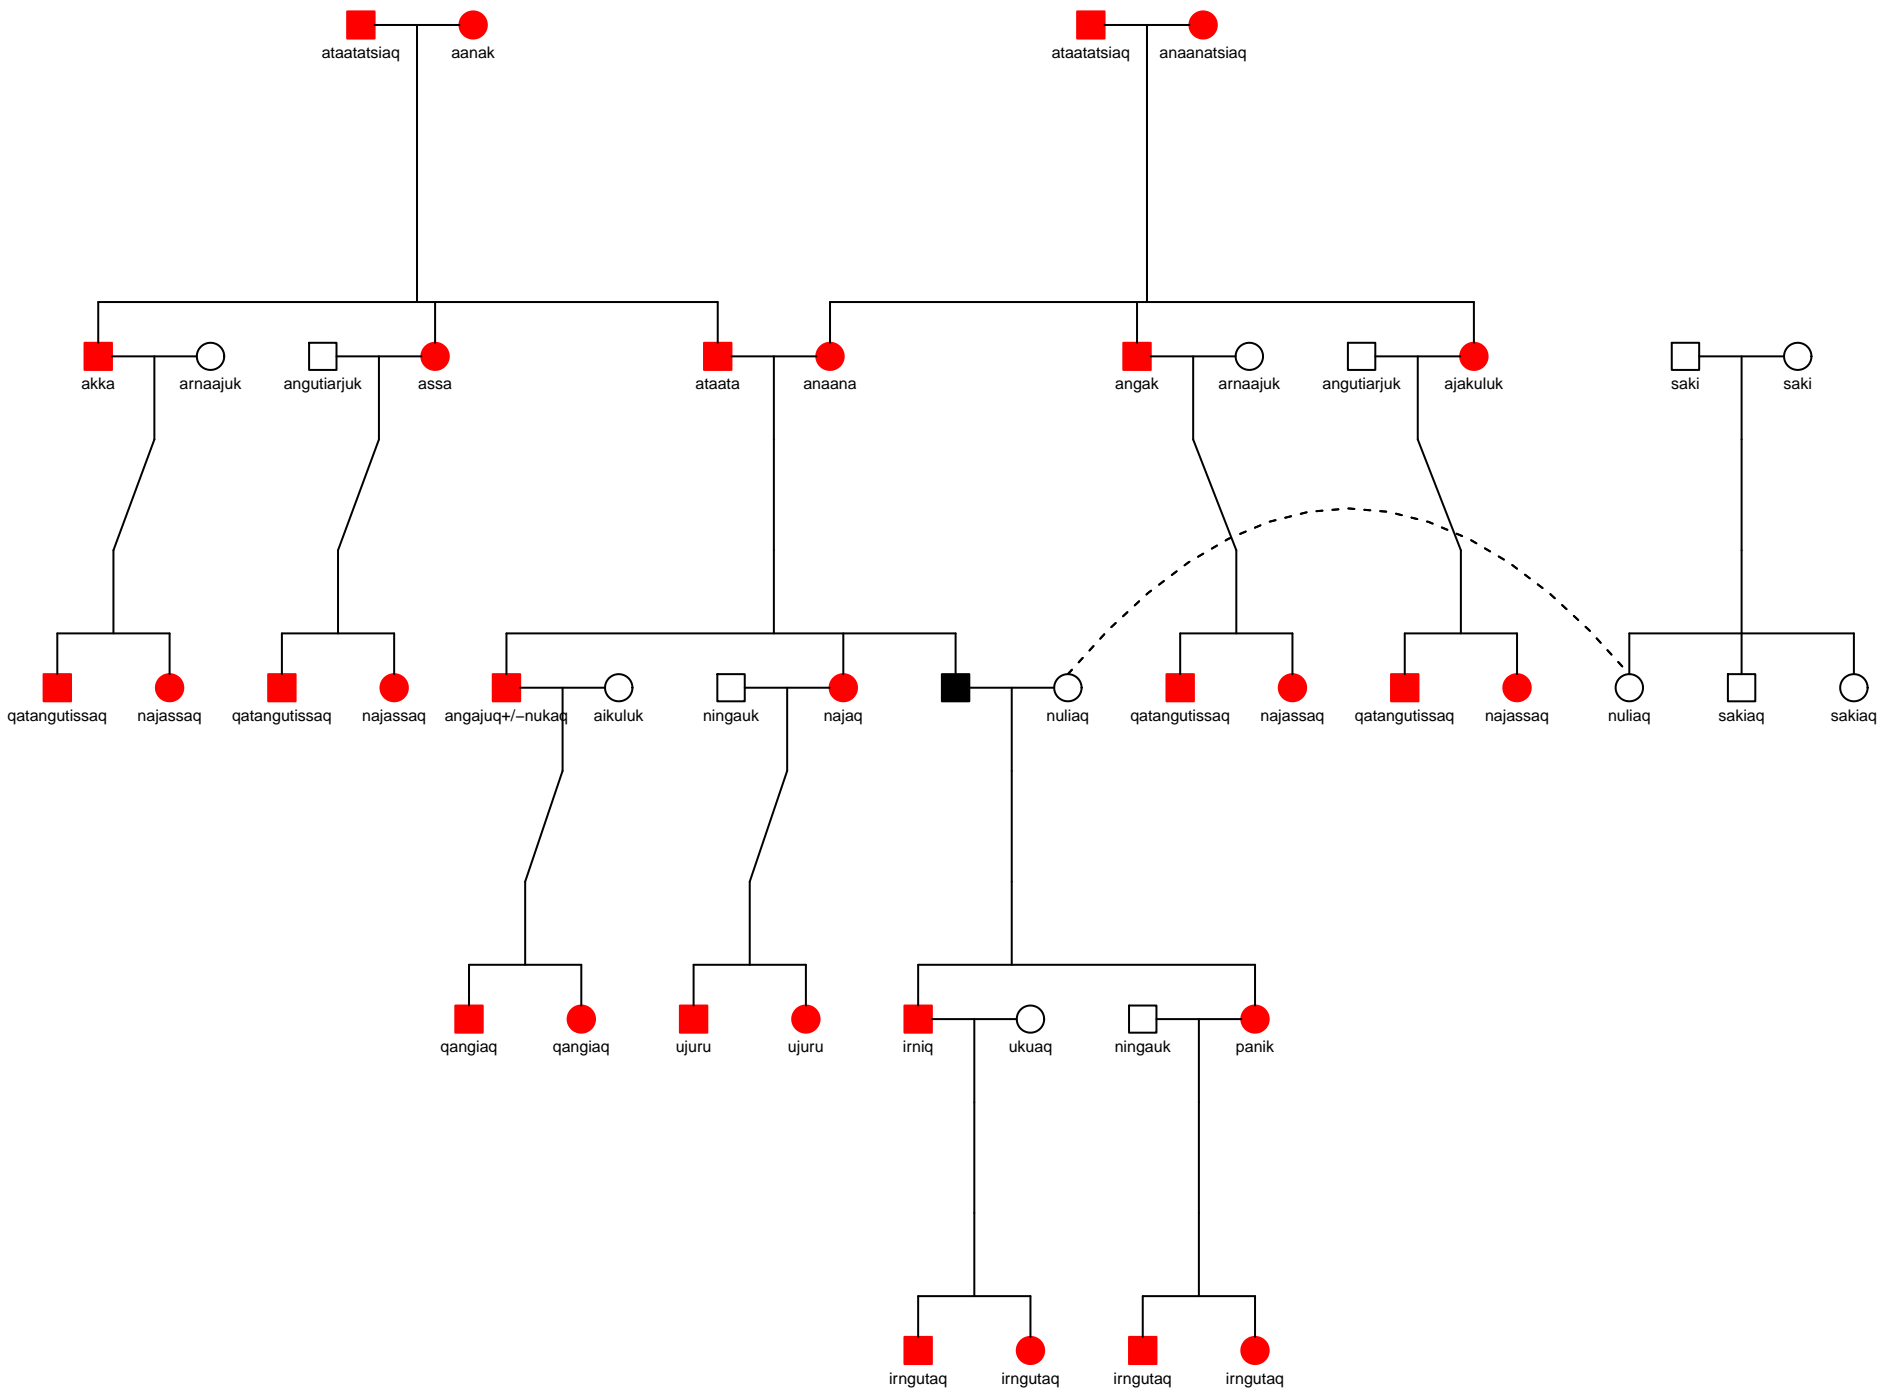 ataatatsiaq aanak ataatatsiaq anaanatsiaq
akka arnaajuk angutiarjuk assa ataata anaana angak arnaajuk angutiarjuk ajakuluk saki saki
qatangutissaq najassaq qatangutissaq najassaq angajuq+/−nukaq aikuluk ningauk najaq nuliaq qatangutissaq najassaq qatangutissaq najassaq nuliaq sakiaq sakiaq
qangiaq qangiaq ujuru ujuru irniq ukuaq ningauk panik
irngutaq irngutaq irngutaq irngutaq